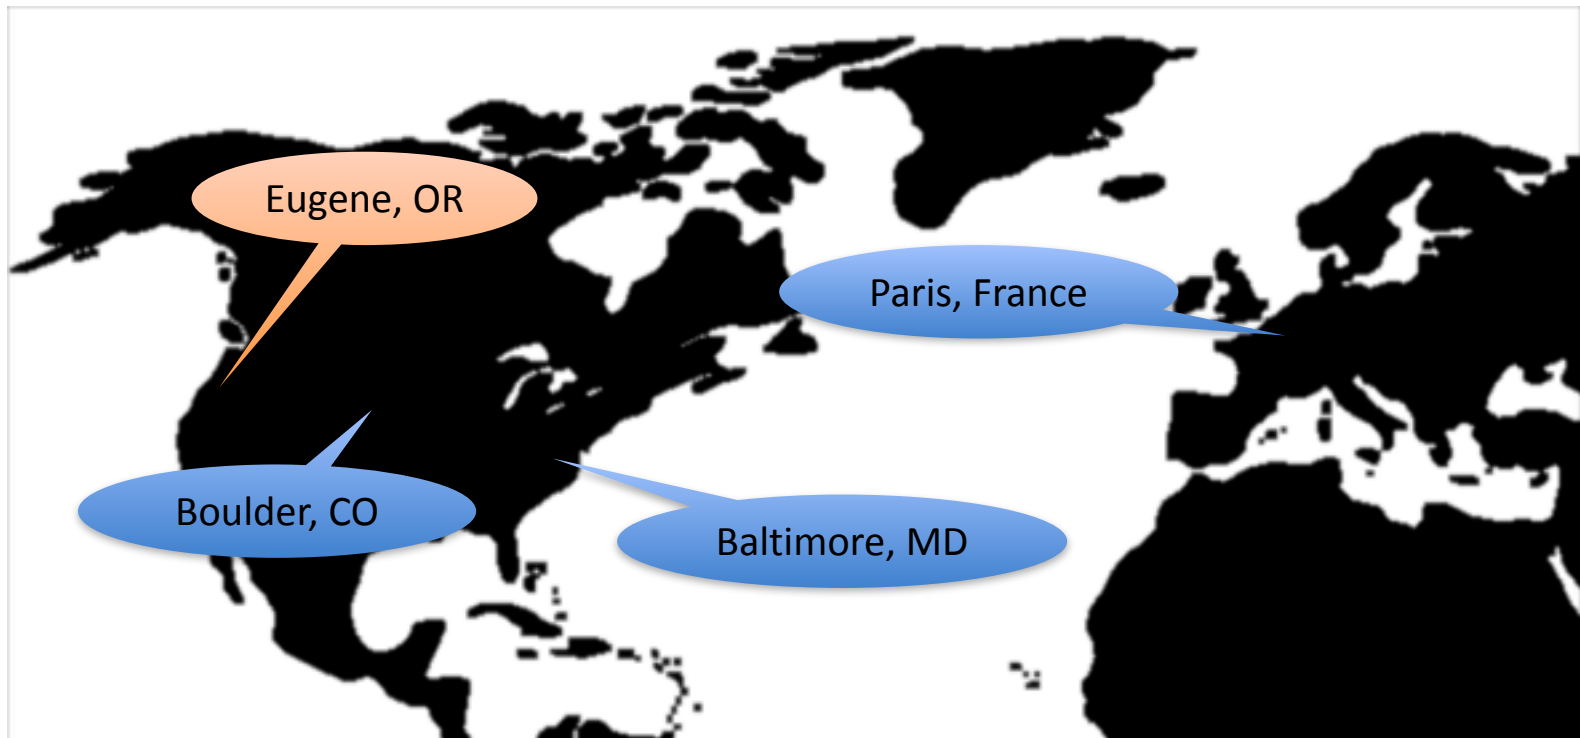 Eugene, OR
Paris, France
Boulder, CO
Baltimore, MD